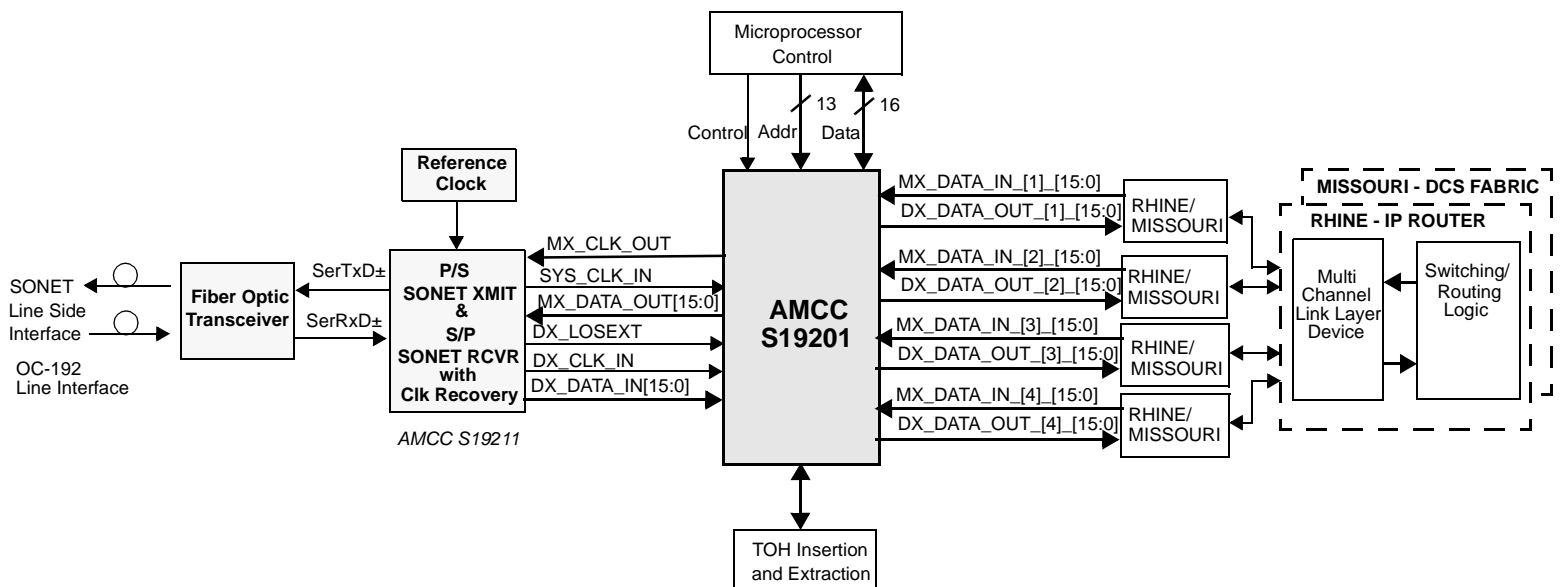 Microprocessor
Control
Control
Addr
13
Data
16
Reference
Clock
MX_CLK_OUT
SYS_CLK_IN
MX_DATA_OUT[15:0]
DX_LOSEXT
DX_CLK_IN
DX_DATA_IN[15:0]
SONET
Line Side
Interface
OC-192
Line Interface
Fiber Optic
Transceiver
SerTxD±
SerRxD±
P/S
SONET XMIT
&
S/P
SONET RCVR
with
Clk Recovery
AMCC S19211
AMCC
S19201
MX_DATA_IN_[1]_[15:0]
DX_DATA_OUT_[1]_[15:0]
MX_DATA_IN_[2]_[15:0]
DX_DATA_OUT_[2]_[15:0]
MX_DATA_IN_[3]_[15:0]
DX_DATA_OUT_[3]_[15:0]
MX_DATA_IN_[4]_[15:0]
DX_DATA_OUT_[4]_[15:0]
RHINE/
MISSOURI
RHINE/
MISSOURI
RHINE/
MISSOURI
RHINE/
MISSOURI
MISSOURI - DCS FABRIC
RHINE - IP ROUTER
Multi
Channel
Link Layer
Device
Switching/
Routing
Logic
TOH Insertion
and Extraction